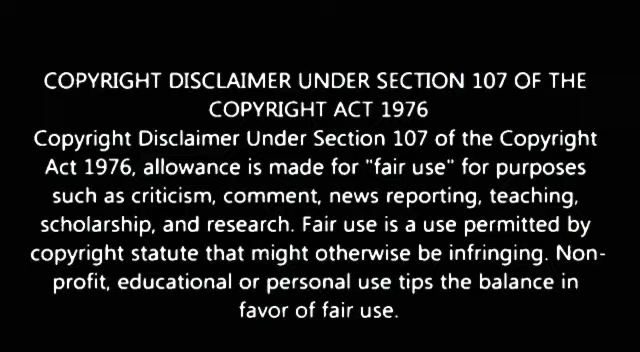 COPYRIGHT DISCLAIMER UNDER SECTION 107 OF THE
COPYRIGHT ACT 1976
Copyright Disclaimer Under Section 107 of the Copyright
Act 1976, allowance is made for "fair use" for purposes
such as criticism, comment, news reporting, teaching,
scholarship, and research. Fair use is a use permitted by
copyright statute that might otherwise be infringing. Non-
profit, educational or personal use tips the balance in
favor of fair use.